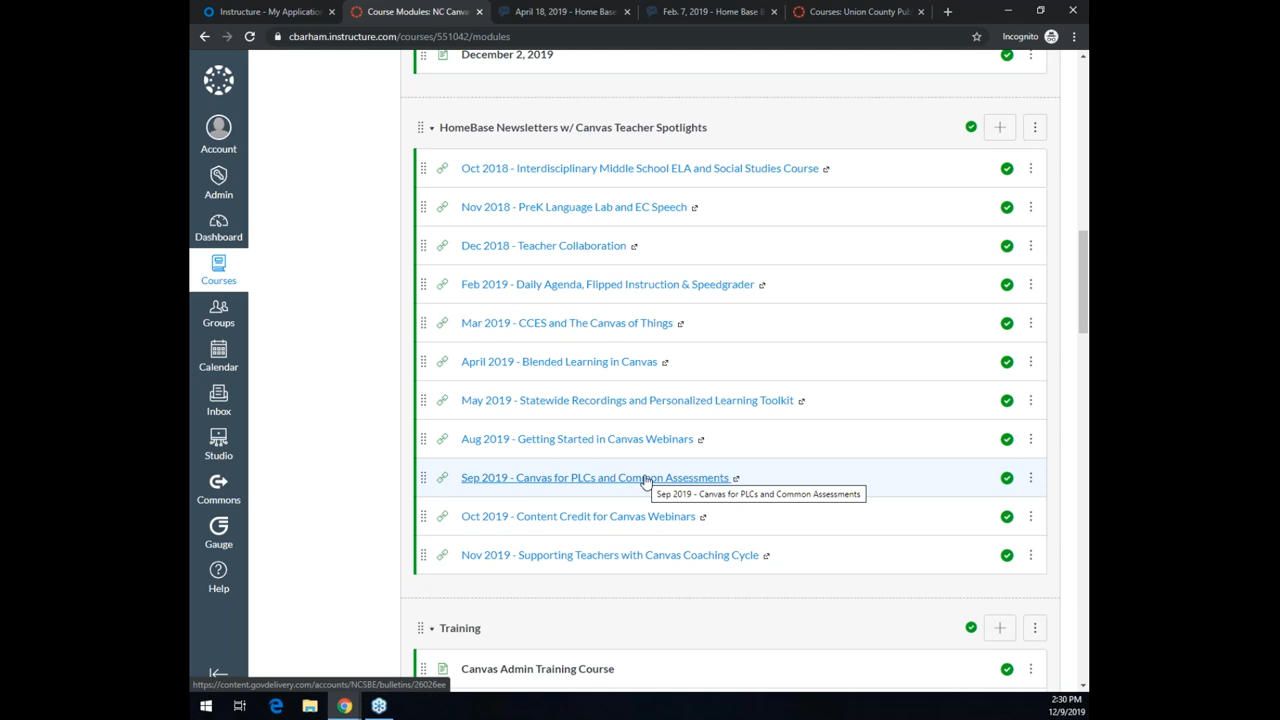 Instructure - My Applicatio
Course Modules: NC Canva
April 18, 2019 - Home Base
Feb. 7, 2019 - Home Base B
Courses: Union County Pub
cbarham.instructure.com/courses/551042/modules
Incognito
Account
Admin
Dashboard
Courses
Groups
Calendar
Inbox
Studio
Commons
Gauge
Help
December 2, 2019
HomeBase Newsletters w/ Canvas Teacher Spotlights
Oct 2018 - Interdisciplinary Middle School ELA and Social Studies Course
Nov 2018 - PreK Language Lab and EC Speech
Dec 2018 - Teacher Collaboration
Feb 2019 - Daily Agenda, Flipped Instruction & Speedgrader
Mar 2019 - CCES and The Canvas of Things
April 2019 - Blended Learning in Canvas
May 2019 - Statewide Recordings and Personalized Learning Toolkit
Aug 2019 - Getting Started in Canvas Webinars
Sep 2019 - Canvas for PLCs and Common Assessments
Sep 2019 - Canvas for PLCs and Common Assessments
Oct 2019 - Content Credit for Canvas Webinars
Nov 2019 - Supporting Teachers with Canvas Coaching Cycle
Training
Canvas Admin Training Course
https://content.govdelivery.com/accounts/NCSBE/bulletins/26026ee
2:30 PM
12/9/2019